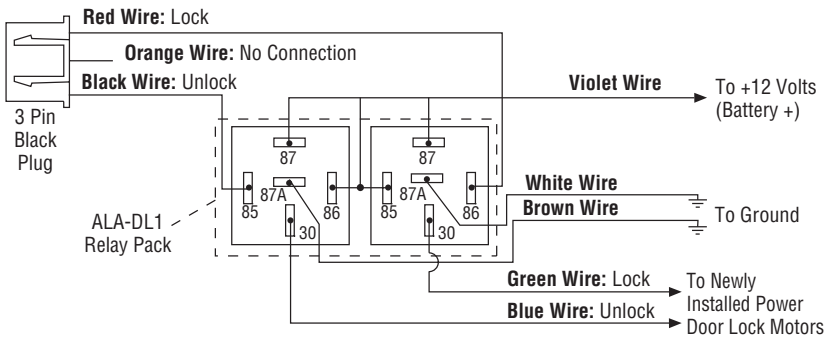 Red Wire: Lock
Orange Wire: No Connection
Black Wire: Unlock
3 Pin
Black
Plug
Violet Wire
To +12 Volts
(Battery +)
87
87
85
87A
86
85
87A
86
30
30
ALA-DL1
Relay Pack
White Wire
Brown Wire
To Ground
Green Wire: Lock
Blue Wire: Unlock
To Newly
Installed Power
Door Lock Motors